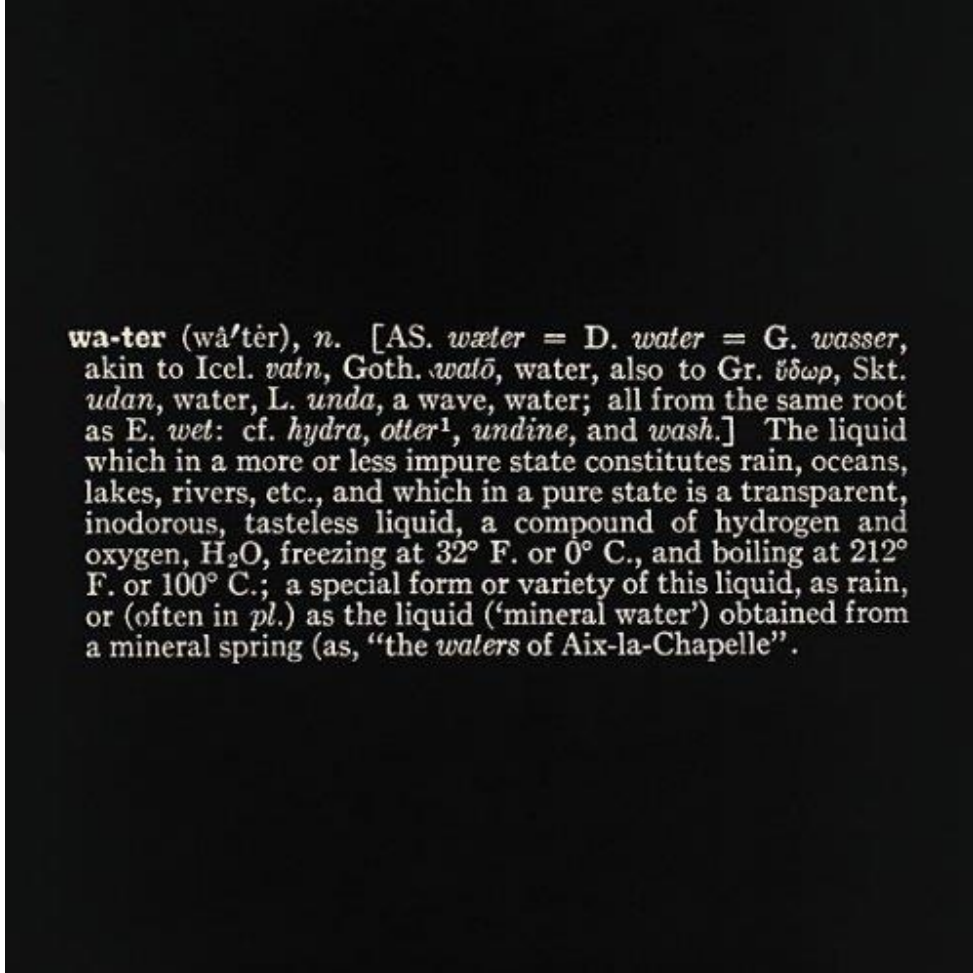 wa-ter (wâ′tėr), n. [AS. wæter = D. water = G. wasser,
akin to Icel. vatn, Goth. watō, water, also to Gr. ὕδωρ, Skt.
udan, water, L. unda, a wave, water; all from the same root
as E. wet: cf. hydra, otter¹, undine, and wash.] The liquid
which in a more or less impure state constitutes rain, oceans,
lakes, rivers, etc., and which in a pure state is a transparent,
inodorous, tasteless liquid, a compound of hydrogen and
oxygen, H₂O, freezing at 32° F. or 0° C., and boiling at 212°
F. or 100° C.; a special form or variety of this liquid, as rain,
or (often in pl.) as the liquid (‘mineral water’) obtained from
a mineral spring (as, “the waters of Aix-la-Chapelle”.